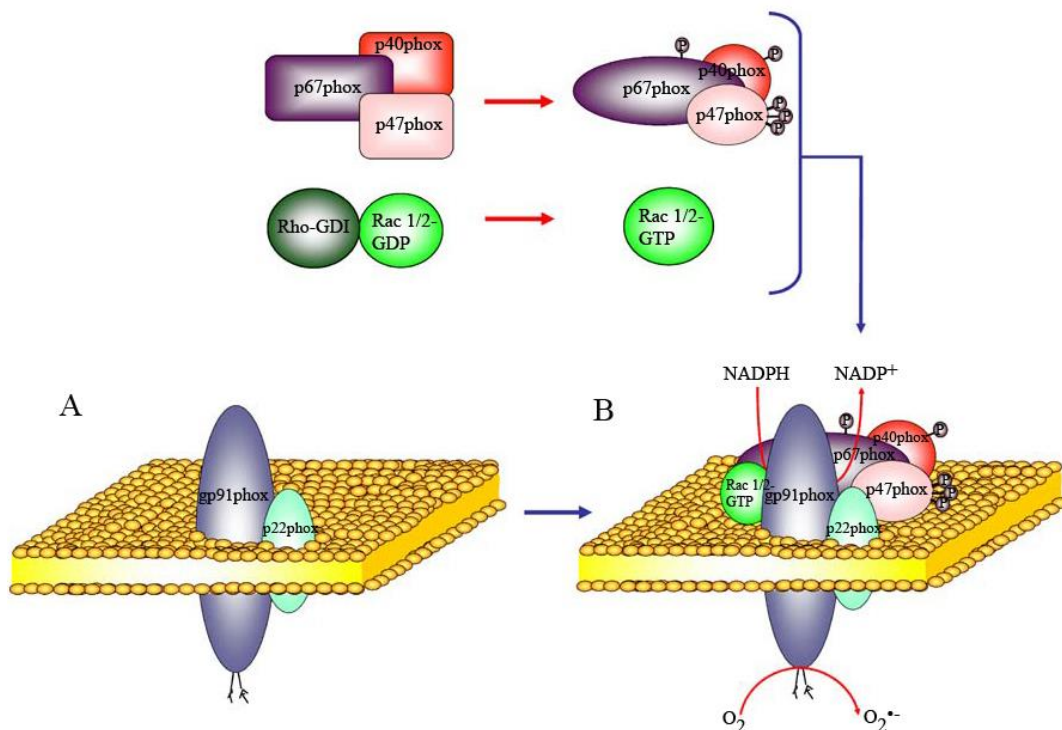 p40phox
p67phox
p47phox
P
P
p40phox
p67phox
p47phox
P
P
P
Rho-GDI
Rac 1/2-
GDP
Rac 1/2-
GTP
A
gp91phox
p22phox
B
NADPH
NADP+
P
P
p40phox
p67phox
p47phox
P
P
P
Rac 1/2-
GTP
gp91phox
p22phox
O2
O2•-